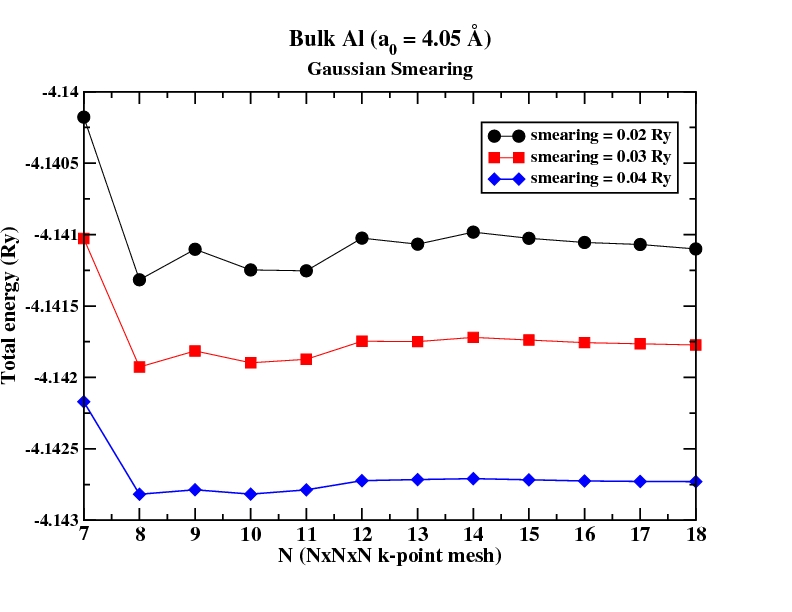 Bulk Al (a0 = 4.05 Å)
Gaussian Smearing
smearing = 0.02 Ry
smearing = 0.03 Ry
smearing = 0.04 Ry
Total energy (Ry)
-4.14
-4.1405
-4.141
-4.1415
-4.142
-4.1425
-4.143
7 8 9 10 11 12 13 14 15 16 17 18
N (NxNxN k-point mesh)